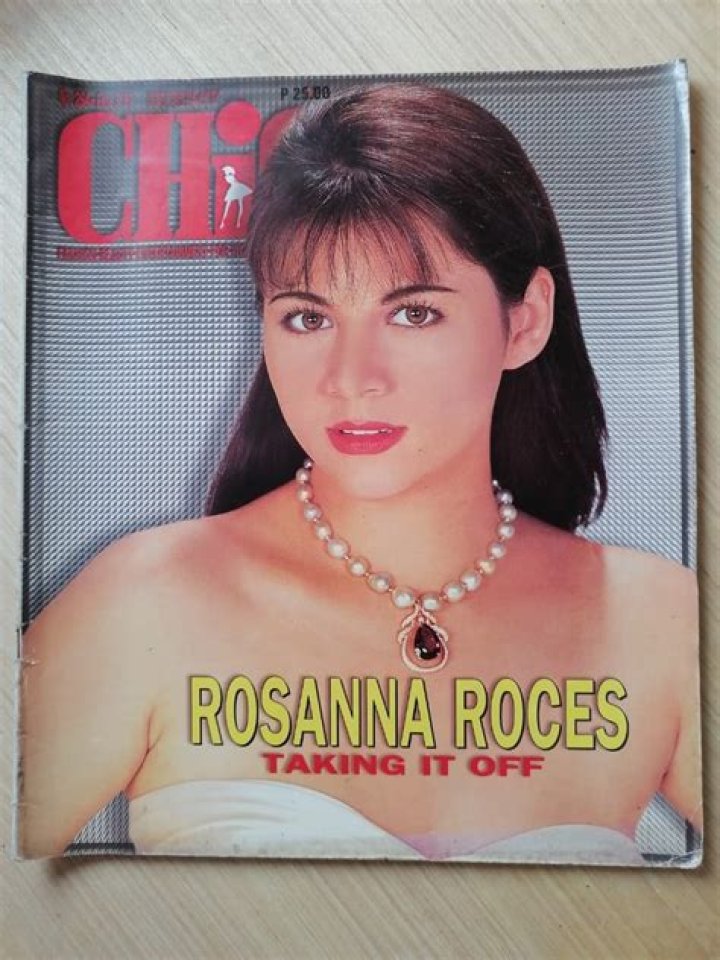 P 25.00
CHiC
ROSANNA ROCES
TAKING IT OFF